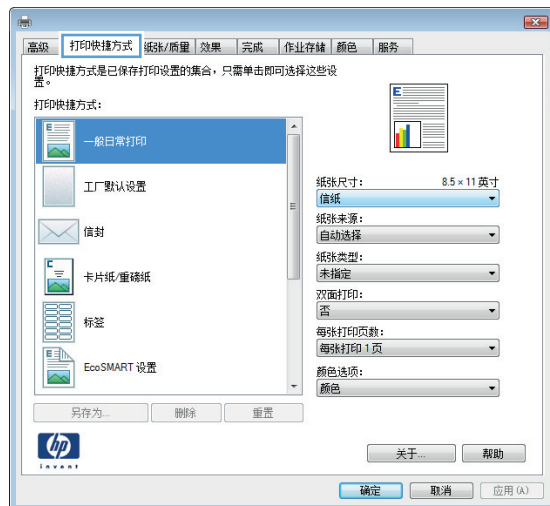 高级 打印快捷方式 纸张/质量 效果 完成 作业存储 颜色 服务
打印快捷方式是已保存打印设置的集合，只需单击即可选择这些设
置。
打印快捷方式：
E
一般日常打印
工厂默认设置
信封
C
卡片纸/重磅纸
标签
E
EcoSMART 设置
另存为... 删除 重置
E
纸张尺寸： 8.5 × 11 英寸
信纸
纸张来源：
自动选择
纸张类型：
未指定
双面打印：
否
每张打印页数：
每张打印 1 页
颜色选项：
颜色
hp
invent
关于... 帮助
确定 取消 应用 (A)